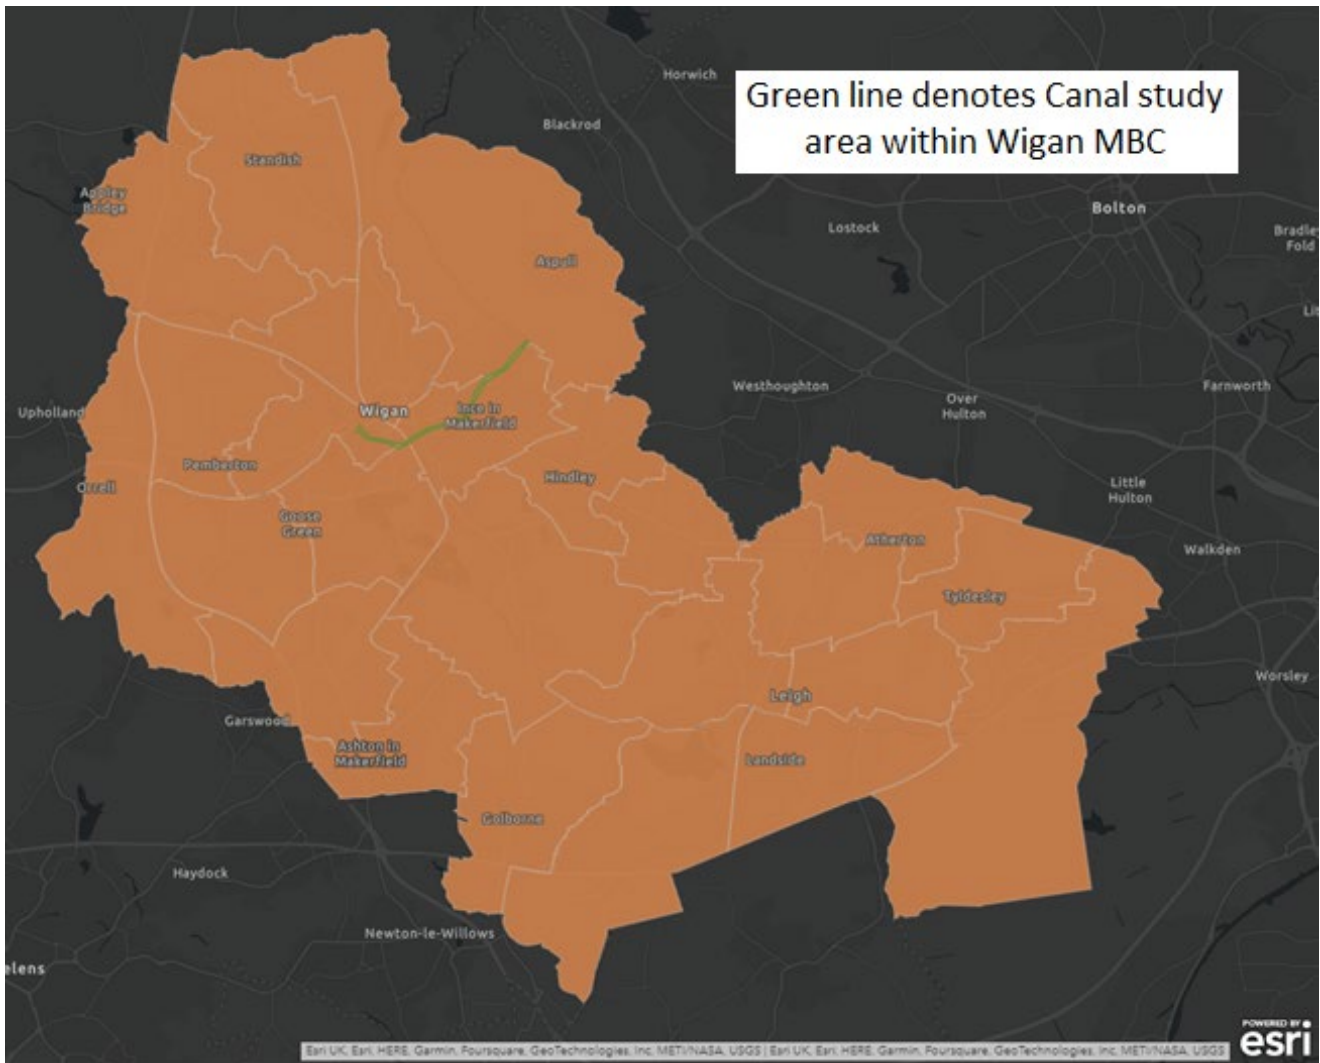 Green line denotes Canal study
area within Wigan MBC
Horwich
Blackrod
Standish
Appley
Bridge
Bolton
Lostock
Bradley
Fold
Aspull
Westhoughton
Farnworth
Over
Hulton
Upholland
Wigan
Ince in
Makerfield
Pemberton
Orrell
Hindley
Little
Hulton
Goose
Green
Atherton
Walkden
Tyldesley
Worsley
Leigh
Garswood
Ashton in
Makerfield
Landside
Golborne
Haydock
Newton-le-Willows
elens
POWERED BY
esri
Esri UK, Esri, HERE, Garmin, Foursquare, GeoTechnologies, Inc, METI/NASA, USGS | Esri UK, Esri, HERE, Garmin, Foursquare, GeoTechnologies, Inc, METI/NASA, USGS